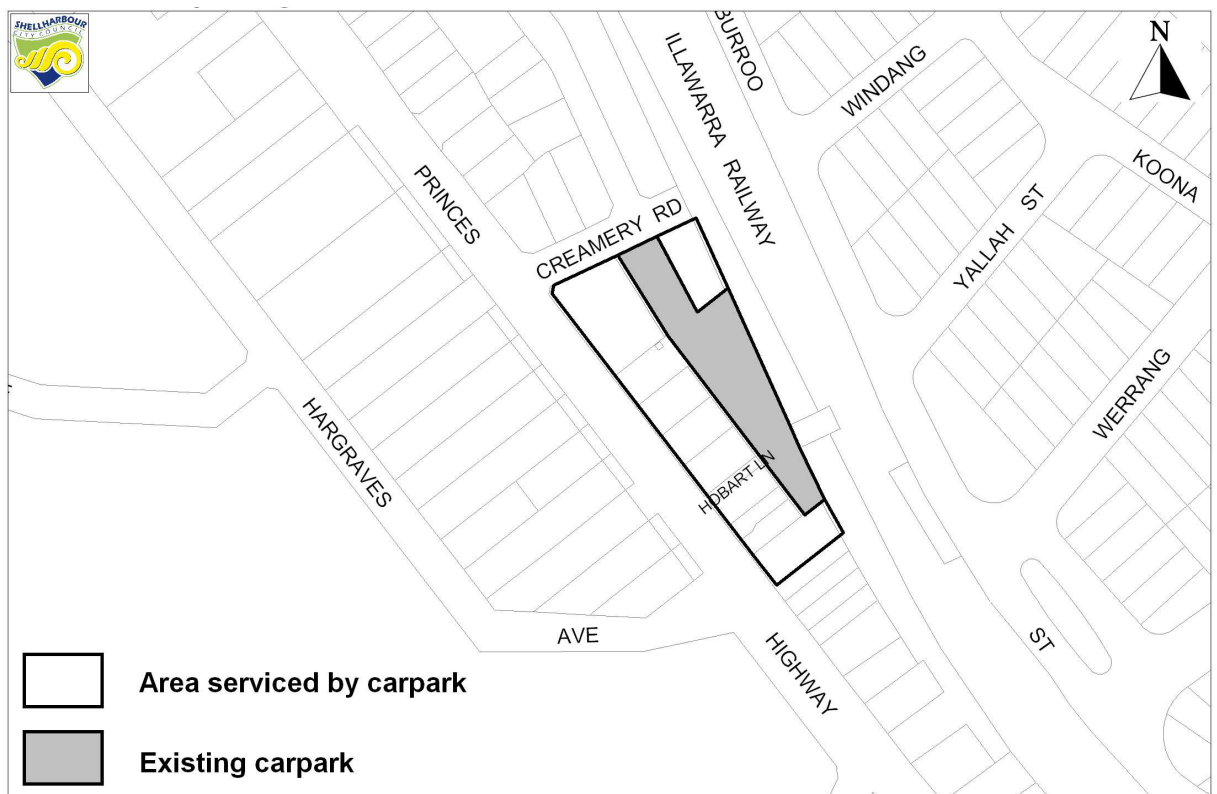 SHELLHARBOUR
CITY COUNCIL
BURROO
ILLAWARRA RAILWAY
WINDANG
N
KOONA
PRINCES
YALLAH ST
CREAMERY RD
WERRANG
HARGRAVES
HOBART LN
AVE
HIGHWAY
ST
Area serviced by carpark
Existing carpark